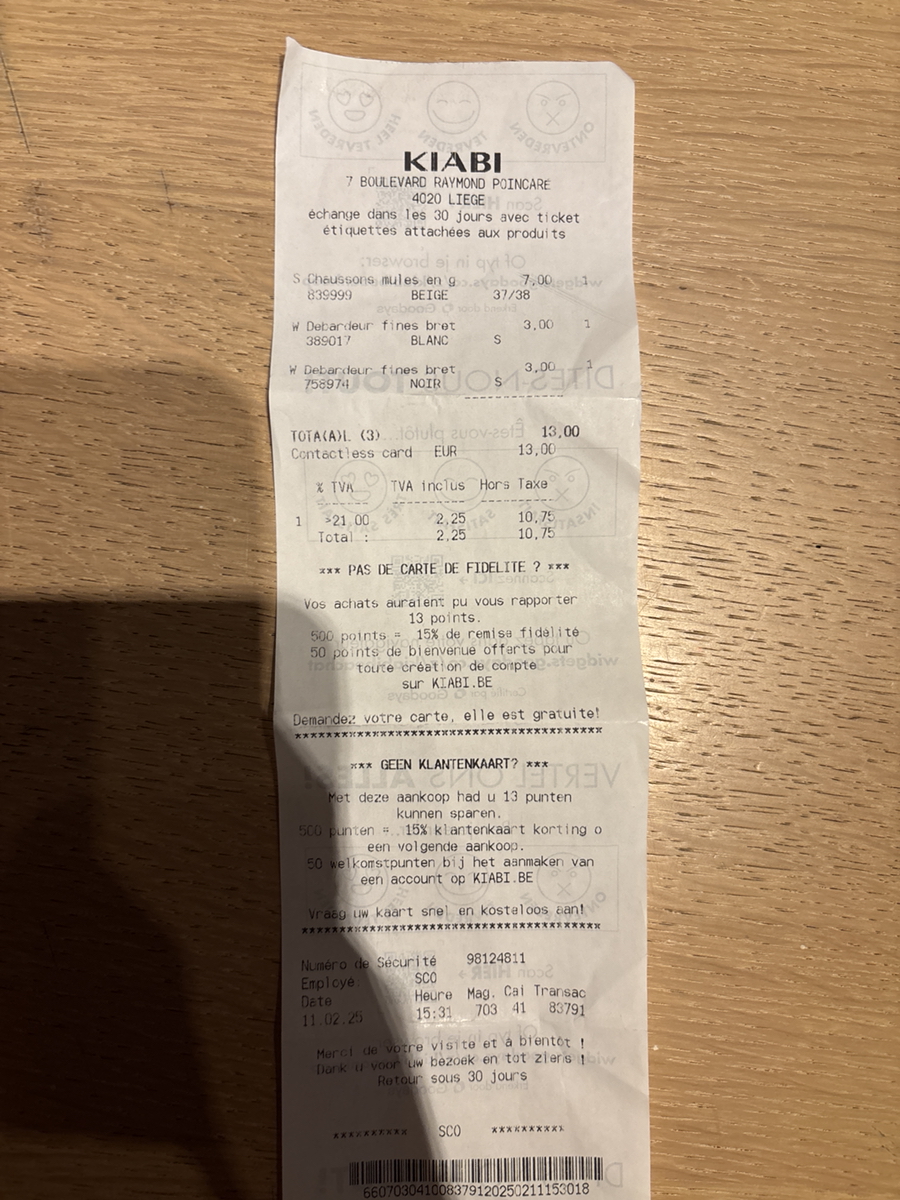 KIABI
7 BOULEVARD RAYMOND POINCARE
4020 LIEGE
échange dans les 30 jours avec ticket
étiquettes attachées aux produits
S Chaussons mules en g 7,00 1
839999 BEIGE 37/38
W Debardeur fines bret 3,00 1
389017 BLANC S
W Debardeur fines bret 3,00 1
758974 NOIR S
TOTA(A)L (3) 13,00
Contactless card EUR 13,00
% TVA TVA inclus Hors Taxe
1 >21,00 2,25 10,75
Total : 2,25 10,75
*** PAS DE CARTE DE FIDELITE ? ***
Vos achats auraient pu vous rapporter
13 points.
500 points = 15% de remise fidélité
50 points de bienvenue offerts pour
toute création de compte
sur KIABI.BE
Demandez votre carte, elle est gratuite!
******************************************
*** GEEN KLANTENKAART? ***
Met deze aankoop had u 13 punten
kunnen sparen.
500 punten = 15% klantenkaart korting o
een volgende aankoop.
50 welkomstpunten bij het aanmaken van
een account op KIABI.BE
Vraag uw kaart snel en kosteloos aan!
******************************************
Numéro de Sécurité 98124811
Employé: SCO
Date Heure Mag. Cai Transac
11.02.25 15:31 703 41 83791
Merci de votre visite et à bientôt !
Dank u voor uw bezoek en tot ziens !
Retour sous 30 jours
********** SCO **********
660703041008379120250211153018